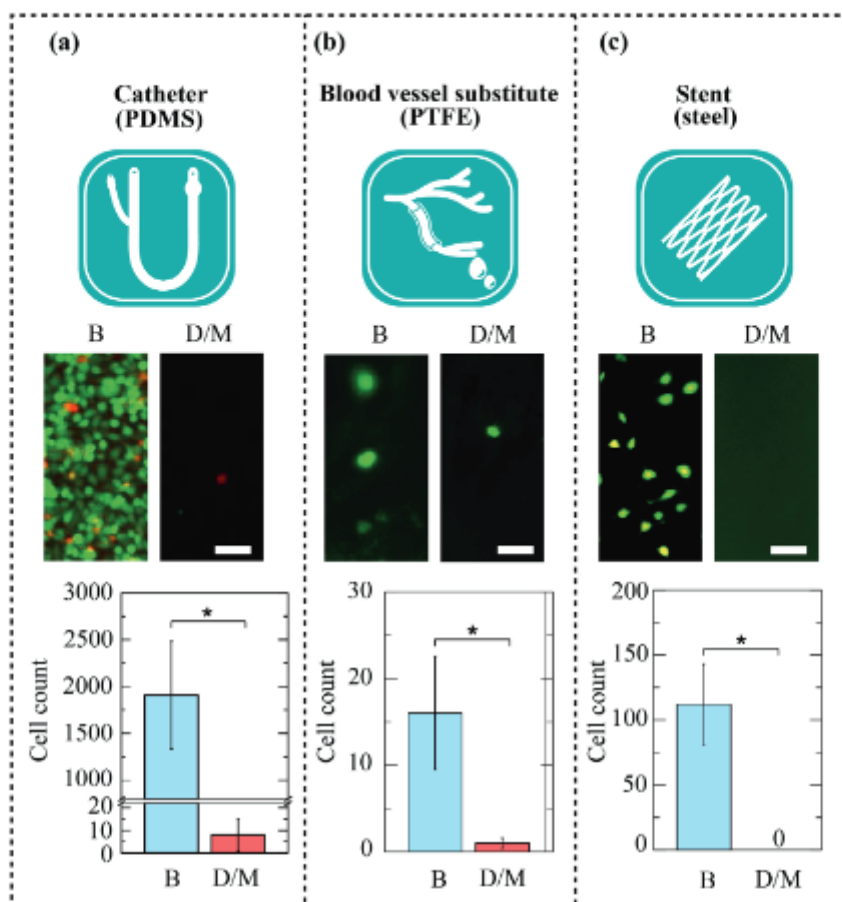 (a)
Catheter
(PDMS)
B D/M
3000
2500
2000
1750
1000
20
10
0
Cell count
*
B D/M
(b)
Blood vessel substitute
(PTFE)
B D/M
30
20
10
0
Cell count
*
B D/M
(c)
Stent
(steel)
B D/M
200
150
100
50
0
Cell count
*
0
B D/M